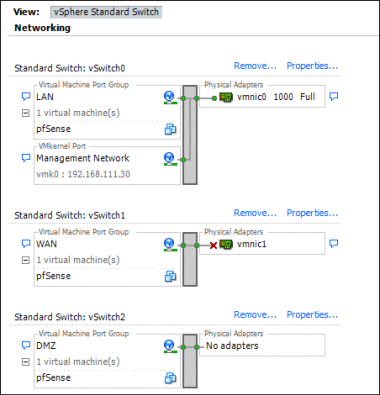 View: vSphere Standard Switch
Networking
Standard Switch: vSwitch0 Remove... Properties...
Virtual Machine Port Group Physical Adapters
LAN vmnic0 1000 Full
1 virtual machine(s)
pfSense
VMkernel Port
Management Network
vmk0 : 192.168.111.30
Standard Switch: vSwitch1 Remove... Properties...
Virtual Machine Port Group Physical Adapters
WAN vmnic1
1 virtual machine(s)
pfSense
Standard Switch: vSwitch2 Remove... Properties...
Virtual Machine Port Group Physical Adapters
DMZ No adapters
1 virtual machine(s)
pfSense